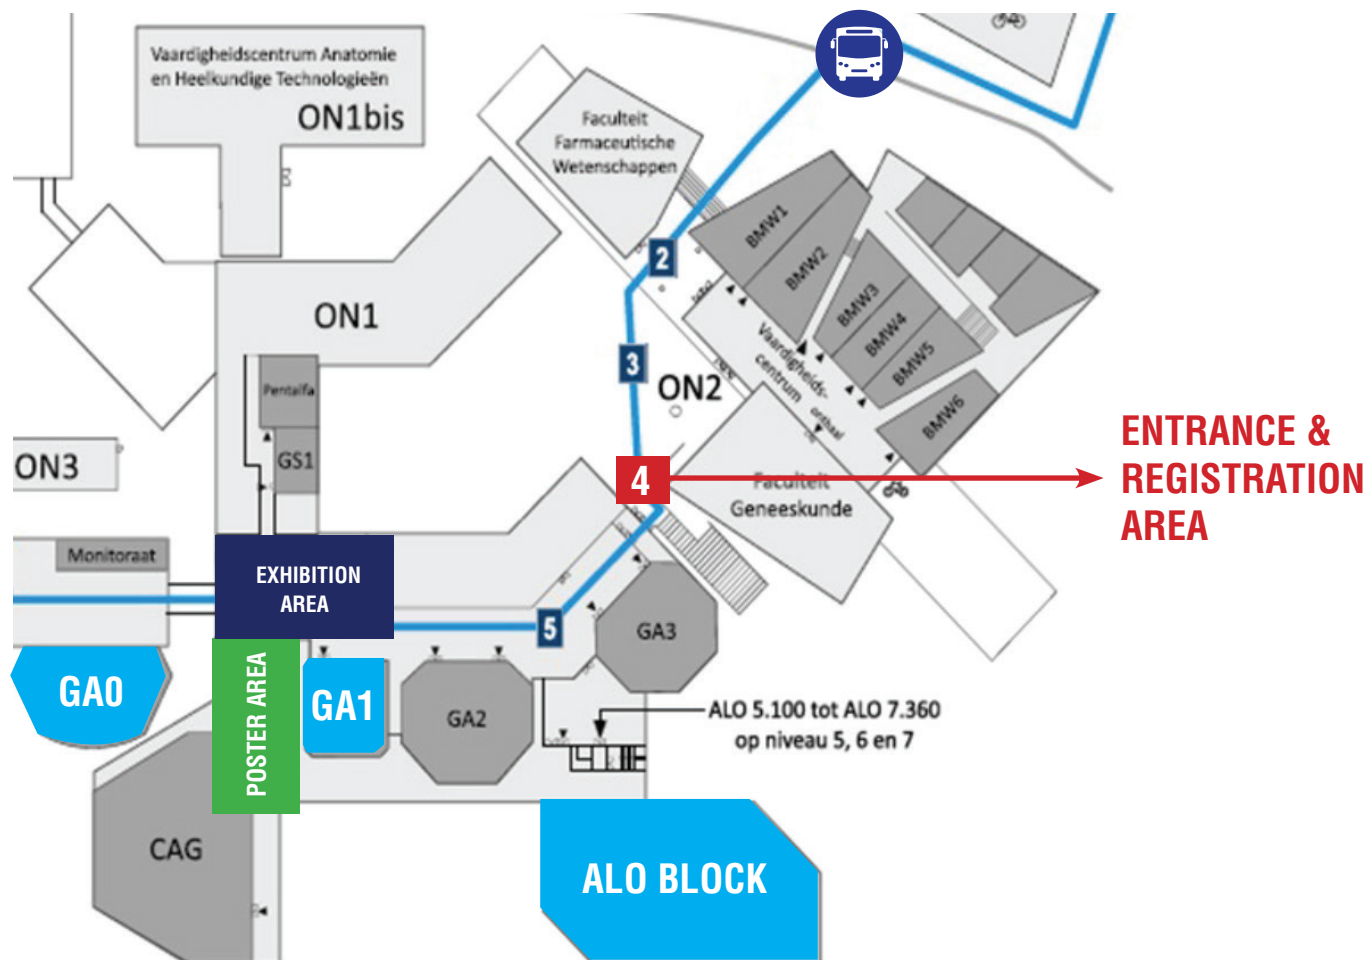 Vaardigheidscentrum Anatomie
en Heelkundige Technologieën
ON1bis
Faculteit
Farmaceutische
Wetenschappen
BMW1
BMW2
BMW3
BMW4
BMW5
BMW6
2
ON1
3
Vaardigheids-
centrum
onthaal
ON2
Pentalfa
GS1
ON3
4
ENTRANCE &
REGISTRATION
AREA
Faculteit
Geneeskunde
Monitoraat
EXHIBITION
AREA
5
GA3
GA0
POSTER AREA
GA1
GA2
ALO 5.100 tot ALO 7.360
op niveau 5, 6 en 7
CAG
ALO BLOCK